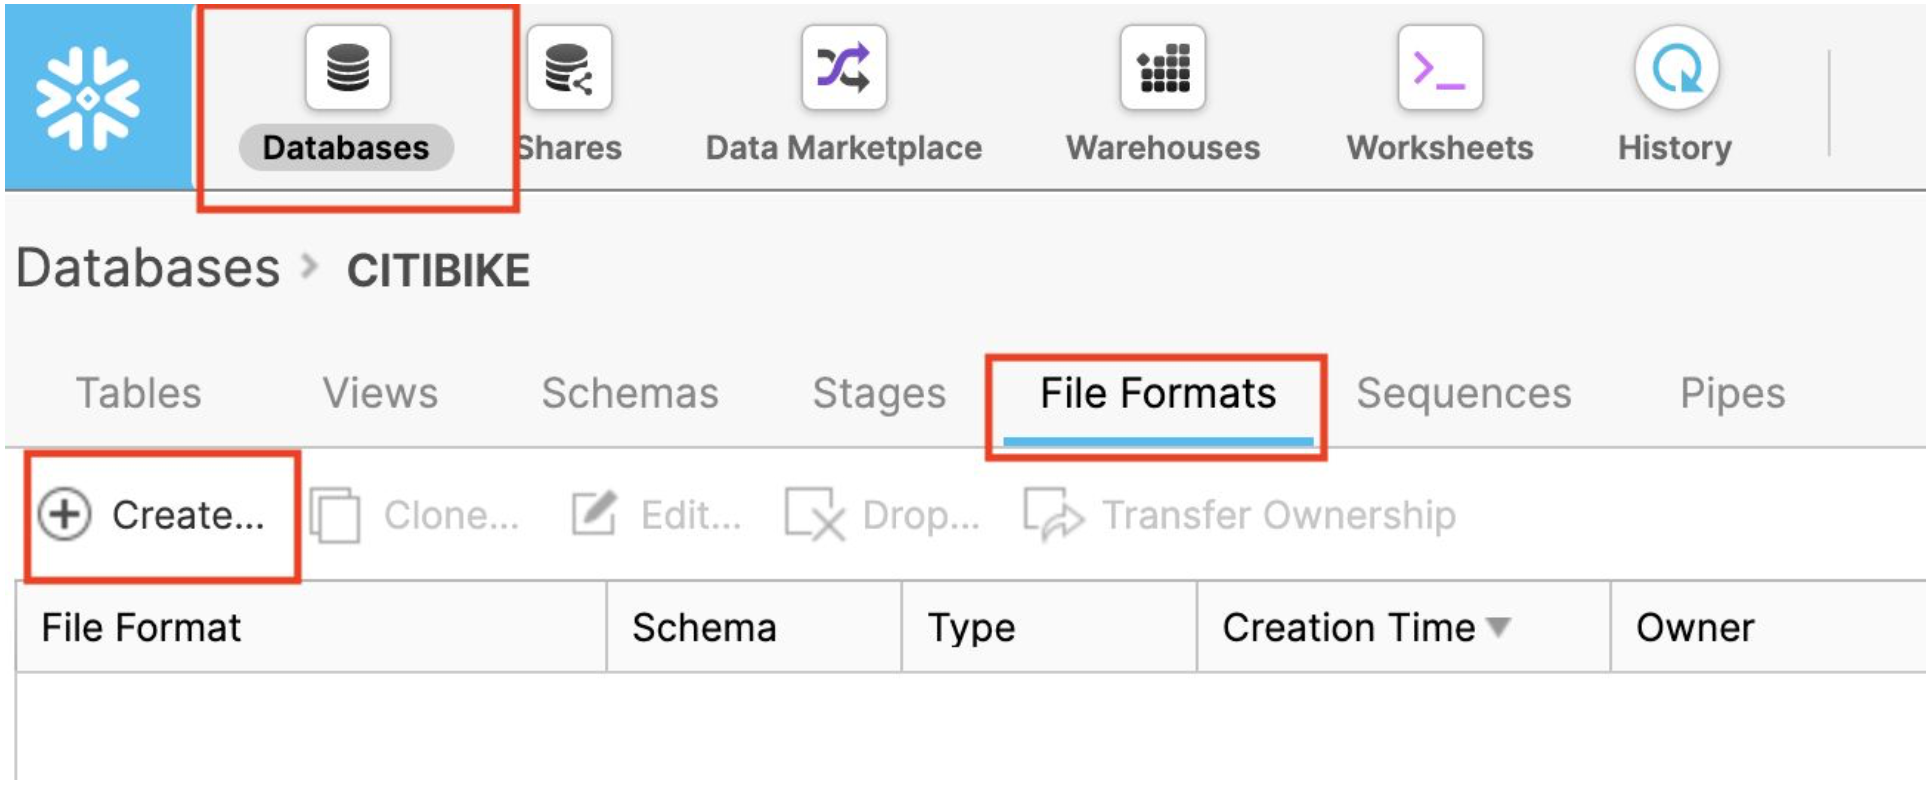 Databases Shares Data Marketplace Warehouses Worksheets History
Databases > CITIBIKE
Tables Views Schemas Stages File Formats Sequences Pipes
Create... Clone... Edit... Drop... Transfer Ownership
File Format Schema Type Creation Time Owner